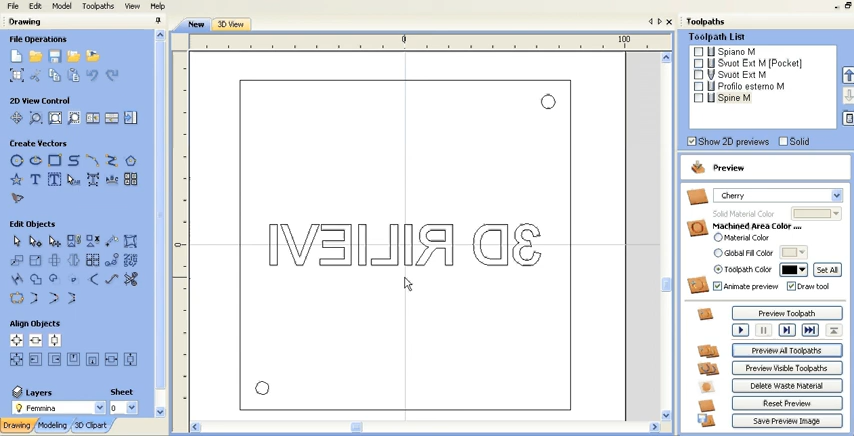 File Edit Model Toolpaths View Help
Drawing
File Operations
2D View Control
Create Vectors
Edit Objects
Align Objects
Layers Sheet
Femmina 0
Drawing Modeling 3D Clipart
New 3D View
0 100
0
3D RILIEVI
Toolpaths
Toolpath List
Spiano M
Svuot Ext M [Pocket]
Svuot Ext M
Profilo esterno M
Spine M
Show 2D previews Solid
Preview
Cherry
Solid Material Color
Machined Area Color ....
Material Color
Global Fill Color
Toolpath Color Set All
Animate preview Draw tool
Preview Toolpath
Preview All Toolpaths
Preview Visible Toolpaths
Delete Waste Material
Reset Preview
Save Preview Image